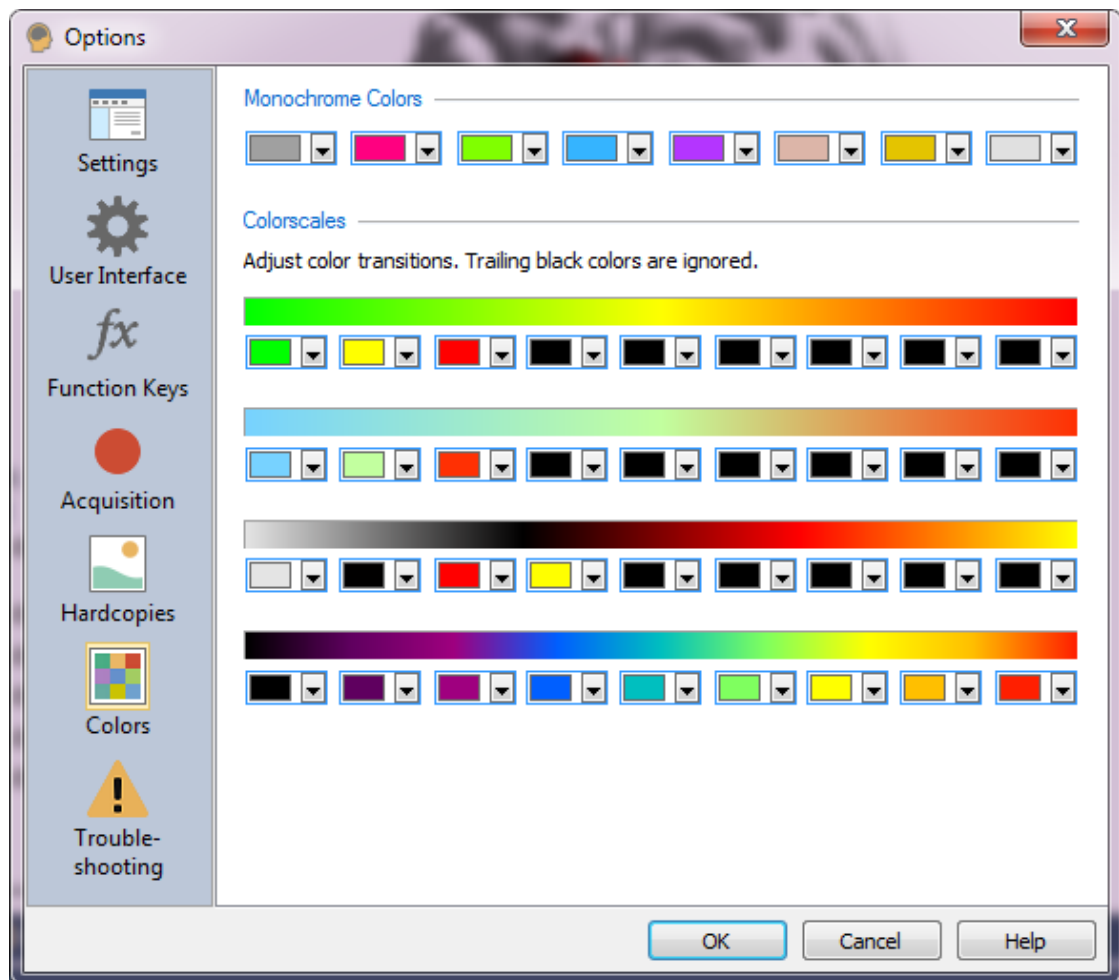 Options
X
Settings
User Interface
fx
Function Keys
Acquisition
Hardcopies
Colors
Trouble-
shooting
Monochrome Colors
Colorscales
Adjust color transitions. Trailing black colors are ignored.
OK
Cancel
Help